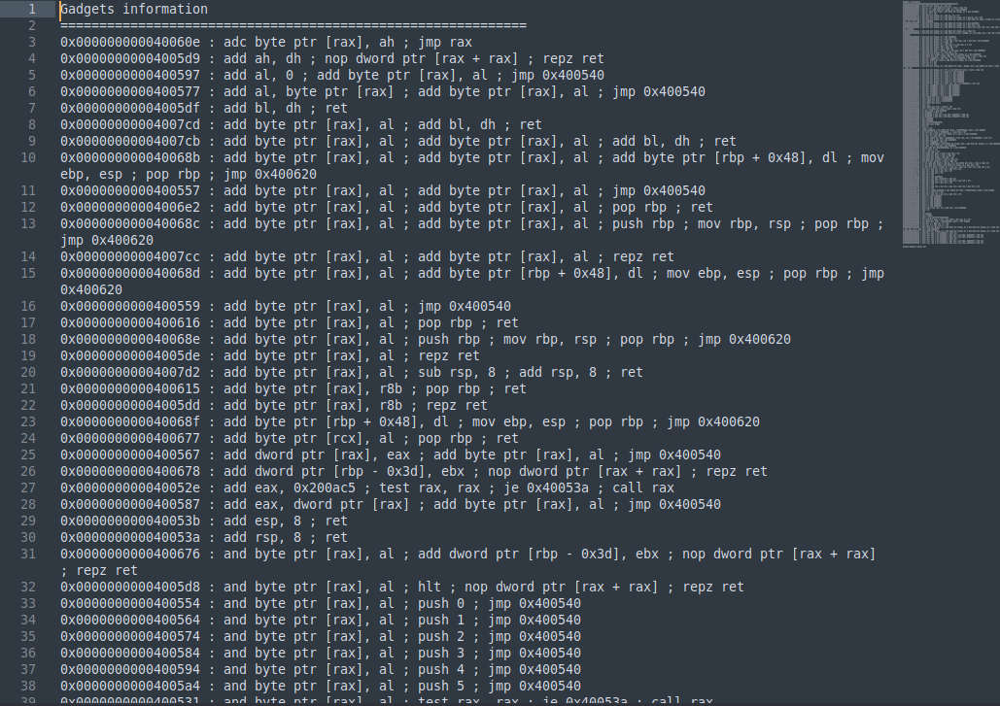 1 Gadgets information
2 ============================================================
3 0x000000000040060e : adc byte ptr [rax], ah ; jmp rax
4 0x00000000004005d9 : add ah, dh ; nop dword ptr [rax + rax] ; repz ret
5 0x0000000000400597 : add al, 0 ; add byte ptr [rax], al ; jmp 0x400540
6 0x0000000000400577 : add al, byte ptr [rax] ; add byte ptr [rax], al ; jmp 0x400540
7 0x00000000004005df : add bl, dh ; ret
8 0x00000000004007cd : add byte ptr [rax], al ; add bl, dh ; ret
9 0x00000000004007cb : add byte ptr [rax], al ; add byte ptr [rax], al ; add bl, dh ; ret
10 0x000000000040068b : add byte ptr [rax], al ; add byte ptr [rax], al ; add byte ptr [rbp + 0x48], dl ; mov
ebp, esp ; pop rbp ; jmp 0x400620
11 0x0000000000400557 : add byte ptr [rax], al ; add byte ptr [rax], al ; jmp 0x400540
12 0x00000000004006e2 : add byte ptr [rax], al ; add byte ptr [rax], al ; pop rbp ; ret
13 0x000000000040068c : add byte ptr [rax], al ; add byte ptr [rax], al ; push rbp ; mov rbp, rsp ; pop rbp ;
jmp 0x400620
14 0x00000000004007cc : add byte ptr [rax], al ; add byte ptr [rax], al ; repz ret
15 0x000000000040068d : add byte ptr [rax], al ; add byte ptr [rbp + 0x48], dl ; mov ebp, esp ; pop rbp ; jmp
0x400620
16 0x0000000000400559 : add byte ptr [rax], al ; jmp 0x400540
17 0x0000000000400616 : add byte ptr [rax], al ; pop rbp ; ret
18 0x000000000040068e : add byte ptr [rax], al ; push rbp ; mov rbp, rsp ; pop rbp ; jmp 0x400620
19 0x00000000004005de : add byte ptr [rax], al ; repz ret
20 0x00000000004007d2 : add byte ptr [rax], al ; sub rsp, 8 ; add rsp, 8 ; ret
21 0x0000000000400615 : add byte ptr [rax], r8b ; pop rbp ; ret
22 0x00000000004005dd : add byte ptr [rax], r8b ; repz ret
23 0x000000000040068f : add byte ptr [rbp + 0x48], dl ; mov ebp, esp ; pop rbp ; jmp 0x400620
24 0x0000000000400677 : add byte ptr [rcx], al ; pop rbp ; ret
25 0x0000000000400567 : add dword ptr [rax], eax ; add byte ptr [rax], al ; jmp 0x400540
26 0x0000000000400678 : add dword ptr [rbp - 0x3d], ebx ; nop dword ptr [rax + rax] ; repz ret
27 0x000000000040052e : add eax, 0x200ac5 ; test rax, rax ; je 0x40053a ; call rax
28 0x0000000000400587 : add eax, dword ptr [rax] ; add byte ptr [rax], al ; jmp 0x400540
29 0x000000000040053b : add esp, 8 ; ret
30 0x000000000040053a : add rsp, 8 ; ret
31 0x0000000000400676 : and byte ptr [rax], al ; add dword ptr [rbp - 0x3d], ebx ; nop dword ptr [rax + rax]
; repz ret
32 0x00000000004005d8 : and byte ptr [rax], al ; hlt ; nop dword ptr [rax + rax] ; repz ret
33 0x0000000000400554 : and byte ptr [rax], al ; push 0 ; jmp 0x400540
34 0x0000000000400564 : and byte ptr [rax], al ; push 1 ; jmp 0x400540
35 0x0000000000400574 : and byte ptr [rax], al ; push 2 ; jmp 0x400540
36 0x0000000000400584 : and byte ptr [rax], al ; push 3 ; jmp 0x400540
37 0x0000000000400594 : and byte ptr [rax], al ; push 4 ; jmp 0x400540
38 0x00000000004005a4 : and byte ptr [rax], al ; push 5 ; jmp 0x400540
39 0x0000000000400531 : and byte ptr [rax], al ; test rax, rax ; je 0x40053a ; call rax